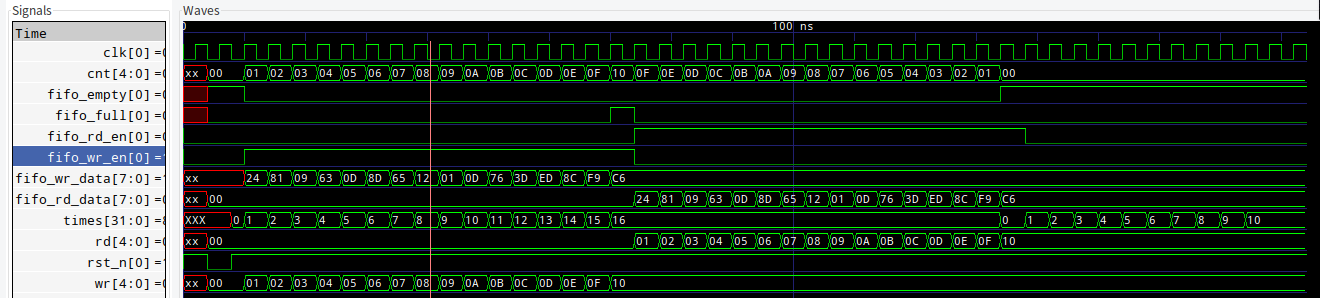 Signals
Waves
Time
0 100 ns
clk[0] =0
cnt[4:0] =0 xx 00 01 02 03 04 05 06 07 08 09 0A 0B 0C 0D 0E 0F 10 0F 0E 0D 0C 0B 0A 09 08 07 06 05 04 03 02 01 00
fifo_empty[0] =0
fifo_full[0] =0
fifo_rd_en[0] =0
fifo_wr_en[0] =
fifo_wr_data[7:0] = xx 24 81 09 63 0D 8D 65 12 01 0D 76 3D ED 8C F9 C6
fifo_rd_data[7:0] =0 xx 00 24 81 09 63 0D 8D 65 12 01 0D 76 3D ED 8C F9 C6
times[31:0] =8 XXX 0 1 2 3 4 5 6 7 8 9 10 11 12 13 14 15 16 0 1 2 3 4 5 6 7 8 9 10
rd[4:0] =0 xx 00 01 02 03 04 05 06 07 08 09 0A 0B 0C 0D 0E 0F 10
rst_n[0] =
wr[4:0] =0 xx 00 01 02 03 04 05 06 07 08 09 0A 0B 0C 0D 0E 0F 10